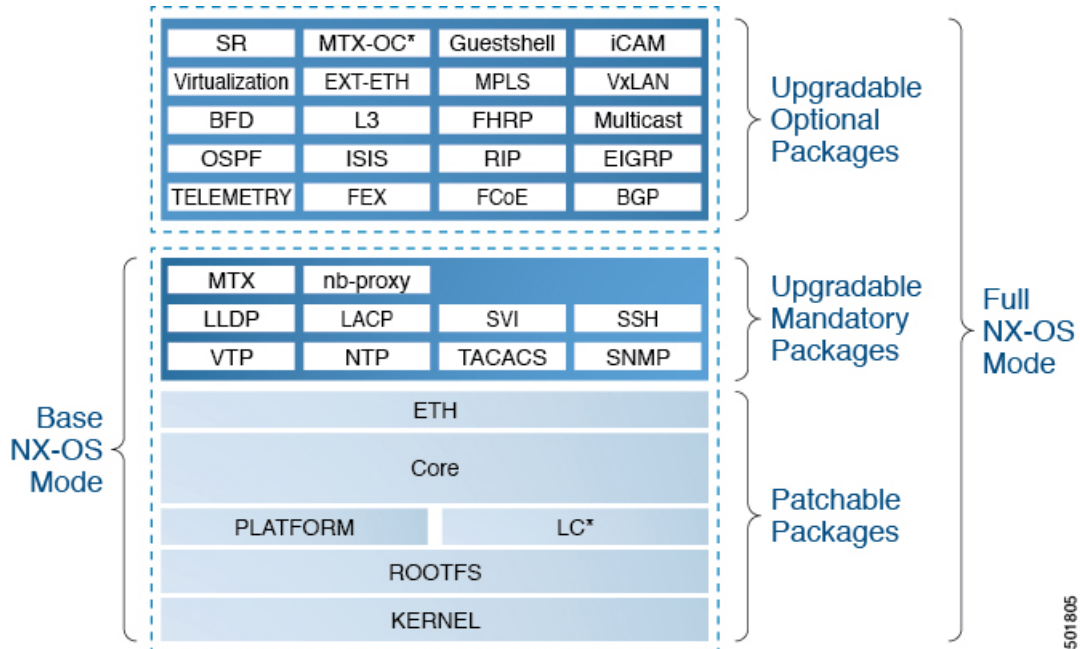 SR MTX-OC* Guestshell iCAM
Virtualization EXT-ETH MPLS VxLAN
BFD L3 FHRP Multicast
OSPF ISIS RIP EIGRP
TELEMETRY FEX FCoE BGP
Upgradable
Optional
Packages
MTX nb-proxy
LLDP LACP SVI SSH
VTP NTP TACACS SNMP
Upgradable
Mandatory
Packages
Full
NX-OS
Mode
Base
NX-OS
Mode
ETH
Core
PLATFORM LC*
ROOTFS
KERNEL
Patchable
Packages
501805